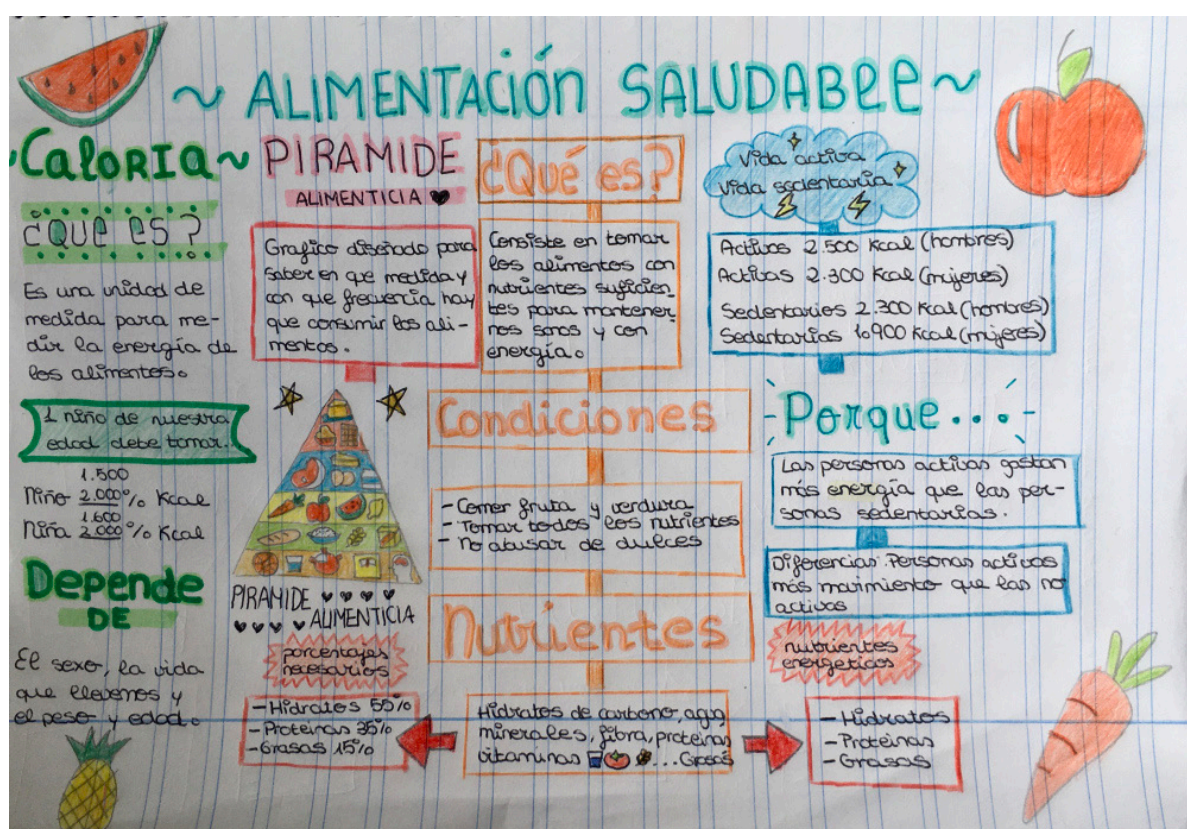 ~ ALIMENTACIÓN SALUDABLE ~
~CALORIA~
¿QUE ES?
Es una unidad de
medida para me-
dir la energía de
los alimentos.
1 niño de nuestra
edad debe tomar.
1.500
Niño 2.000% Kcal
1.600
Niña 2.000% Kcal
Depende
DE
El sexo, la vida
que llevemos y
el peso y edad.
PIRAMIDE
ALIMENTICIA
Grafico diseñado para
saber en que medida y
con que frecuencia hay
que consumir los ali-
mentos.
PIRAMIDE
ALIMENTICIA
porcentajes
necesarios
-Hidratos 55%
-Proteinas 35%
-Grasas 15%
¿Qué es?
Consiste en tomar
los alimentos con
nutrientes suficien
tes para mantener
nos sanos y con
energía.
Condiciones
- Comer fruta y verdura
- Tomar todos los nutrientes
- No abusar de dulces
Nutrientes
Hidratos de carbono, agua,
minerales, fibra, proteinas
vitaminas ... Grasas
Vida activa
Vida sedentaria
Activos 2.500 Kcal (hombres)
Activas 2.300 Kcal (mujeres)
Sedentarios 2.300 Kcal (hombres)
Sedentarias 1.900 Kcal (mujeres)
-Porque...-
Las personas activas gastan
más energía que las per-
sonas sedentarias.
Diferencias: Personas activas
más movimiento que las no
activas
nutrientes
energeticos
- Hidratos
- Proteinas
- Grasas